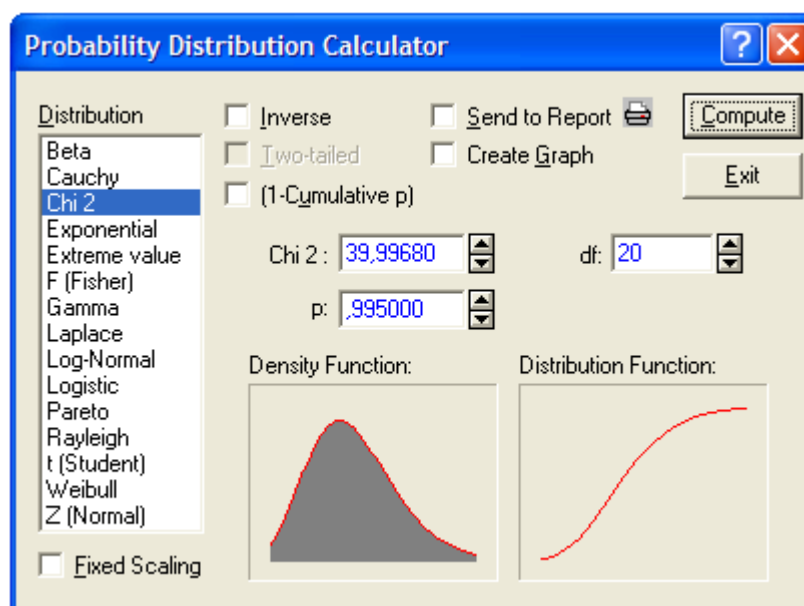 Probability Distribution Calculator
Distribution
Beta
Cauchy
Chi 2
Exponential
Extreme value
F (Fisher)
Gamma
Laplace
Log-Normal
Logistic
Pareto
Rayleigh
t (Student)
Weibull
Z (Normal)
Fixed Scaling
Inverse
Two-tailed
(1-Cumulative p)
Send to Report
Create Graph
Compute
Exit
Chi 2 : 39,99680
df: 20
p: ,995000
Density Function:
Distribution Function: